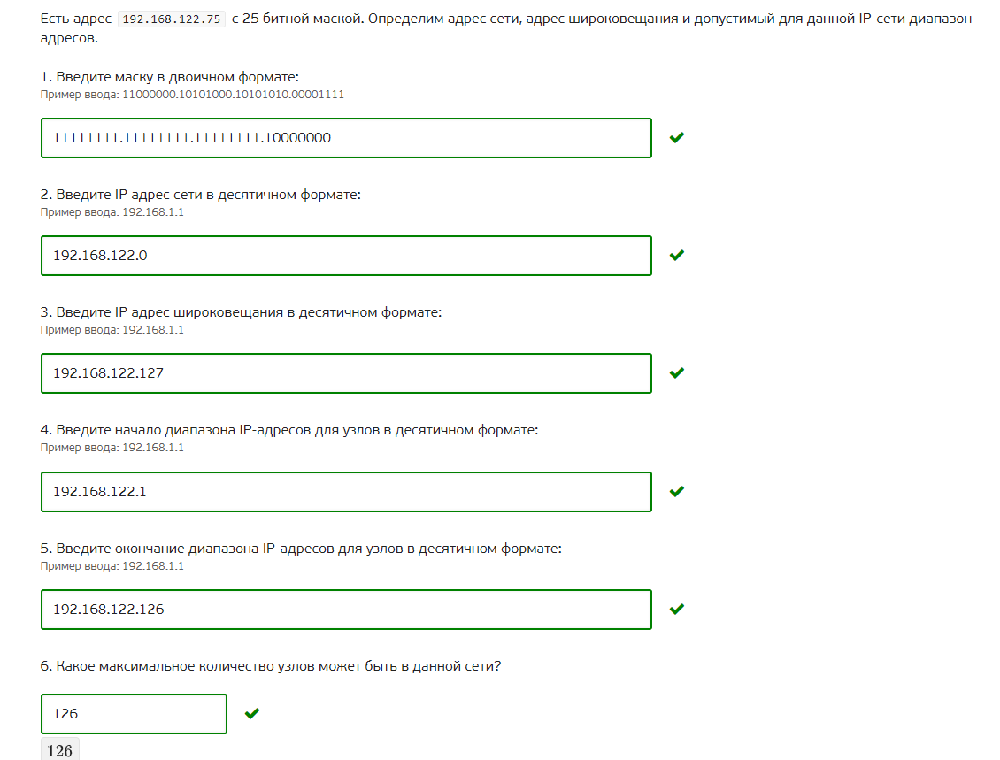 Есть адрес 192.168.122.75 с 25 битной маской. Определим адрес сети, адрес широковещания и допустимый для данной IP-сети диапазон
адресов.
1. Введите маску в двоичном формате:
Пример ввода: 11000000.10101000.10101010.00001111
11111111.11111111.11111111.10000000
2. Введите IP адрес сети в десятичном формате:
Пример ввода: 192.168.1.1
192.168.122.0
3. Введите IP адрес широковещания в десятичном формате:
Пример ввода: 192.168.1.1
192.168.122.127
4. Введите начало диапазона IP-адресов для узлов в десятичном формате:
Пример ввода: 192.168.1.1
192.168.122.1
5. Введите окончание диапазона IP-адресов для узлов в десятичном формате:
Пример ввода: 192.168.1.1
192.168.122.126
6. Какое максимальное количество узлов может быть в данной сети?
126
126